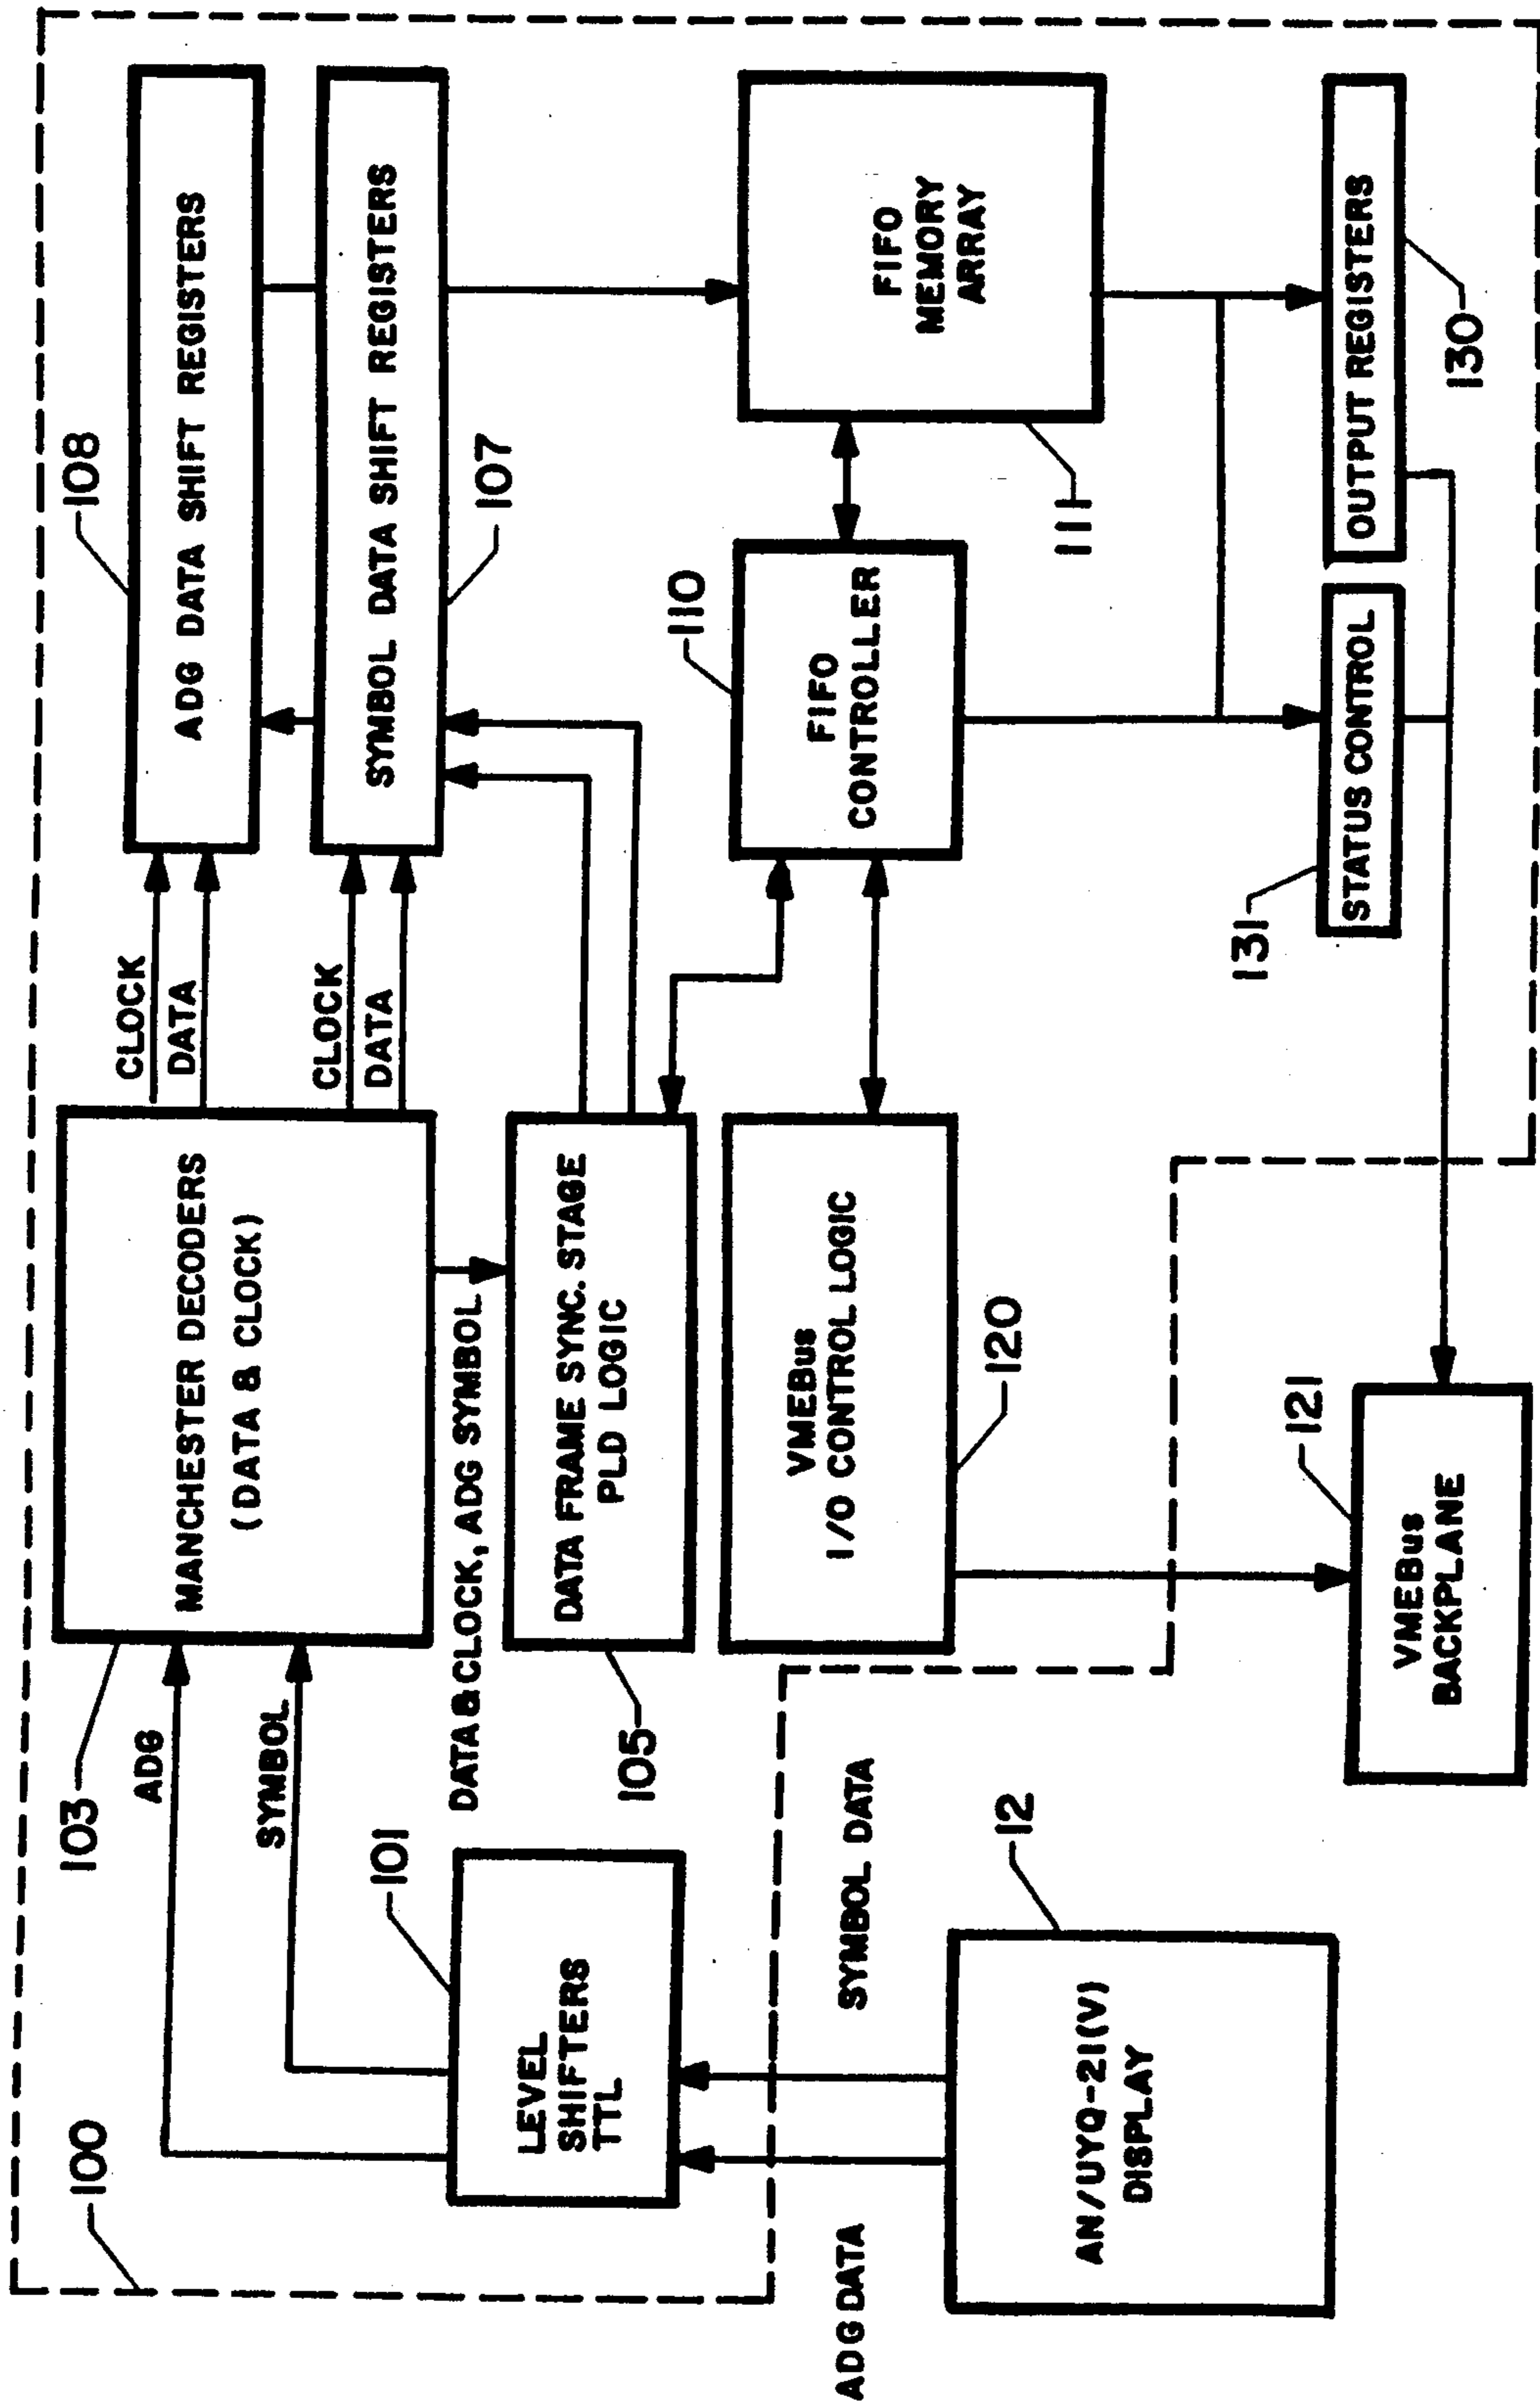 100
ADG
103
MANCHESTER DECODERS
(DATA & CLOCK)
CLOCK
DATA
CLOCK
DATA
108
ADG DATA SHIFT REGISTERS
SYMBOL DATA SHIFT REGISTERS
107
SYMBOL
101
LEVEL
SHIFTERS
TTL
DATA & CLOCK, ADG SYMBOL
DATA FRAME SYNC. STAGE
PLD LOGIC
105
110
FIFO
CONTROLLER
FIFO
MEMORY
ARRAY
111
VMEBus
I/O CONTROL LOGIC
120
ADG DATA
SYMBOL DATA
12
AN/UYQ-21(V)
DISPLAY
121
VMEBus
BACKPLANE
131
STATUS CONTROL
OUTPUT REGISTERS
130